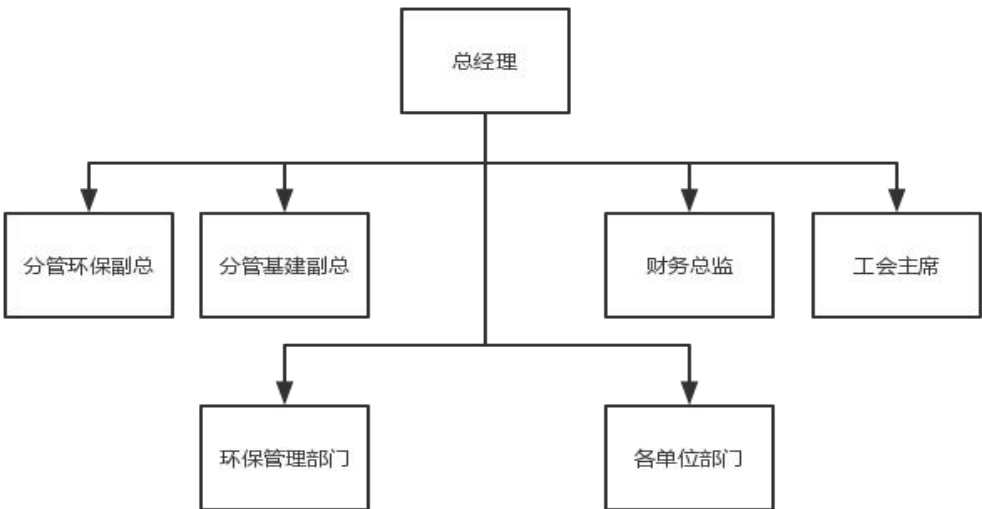 总经理
分管环保副总
分管基建副总
财务总监
工会主席
环保管理部门
各单位部门